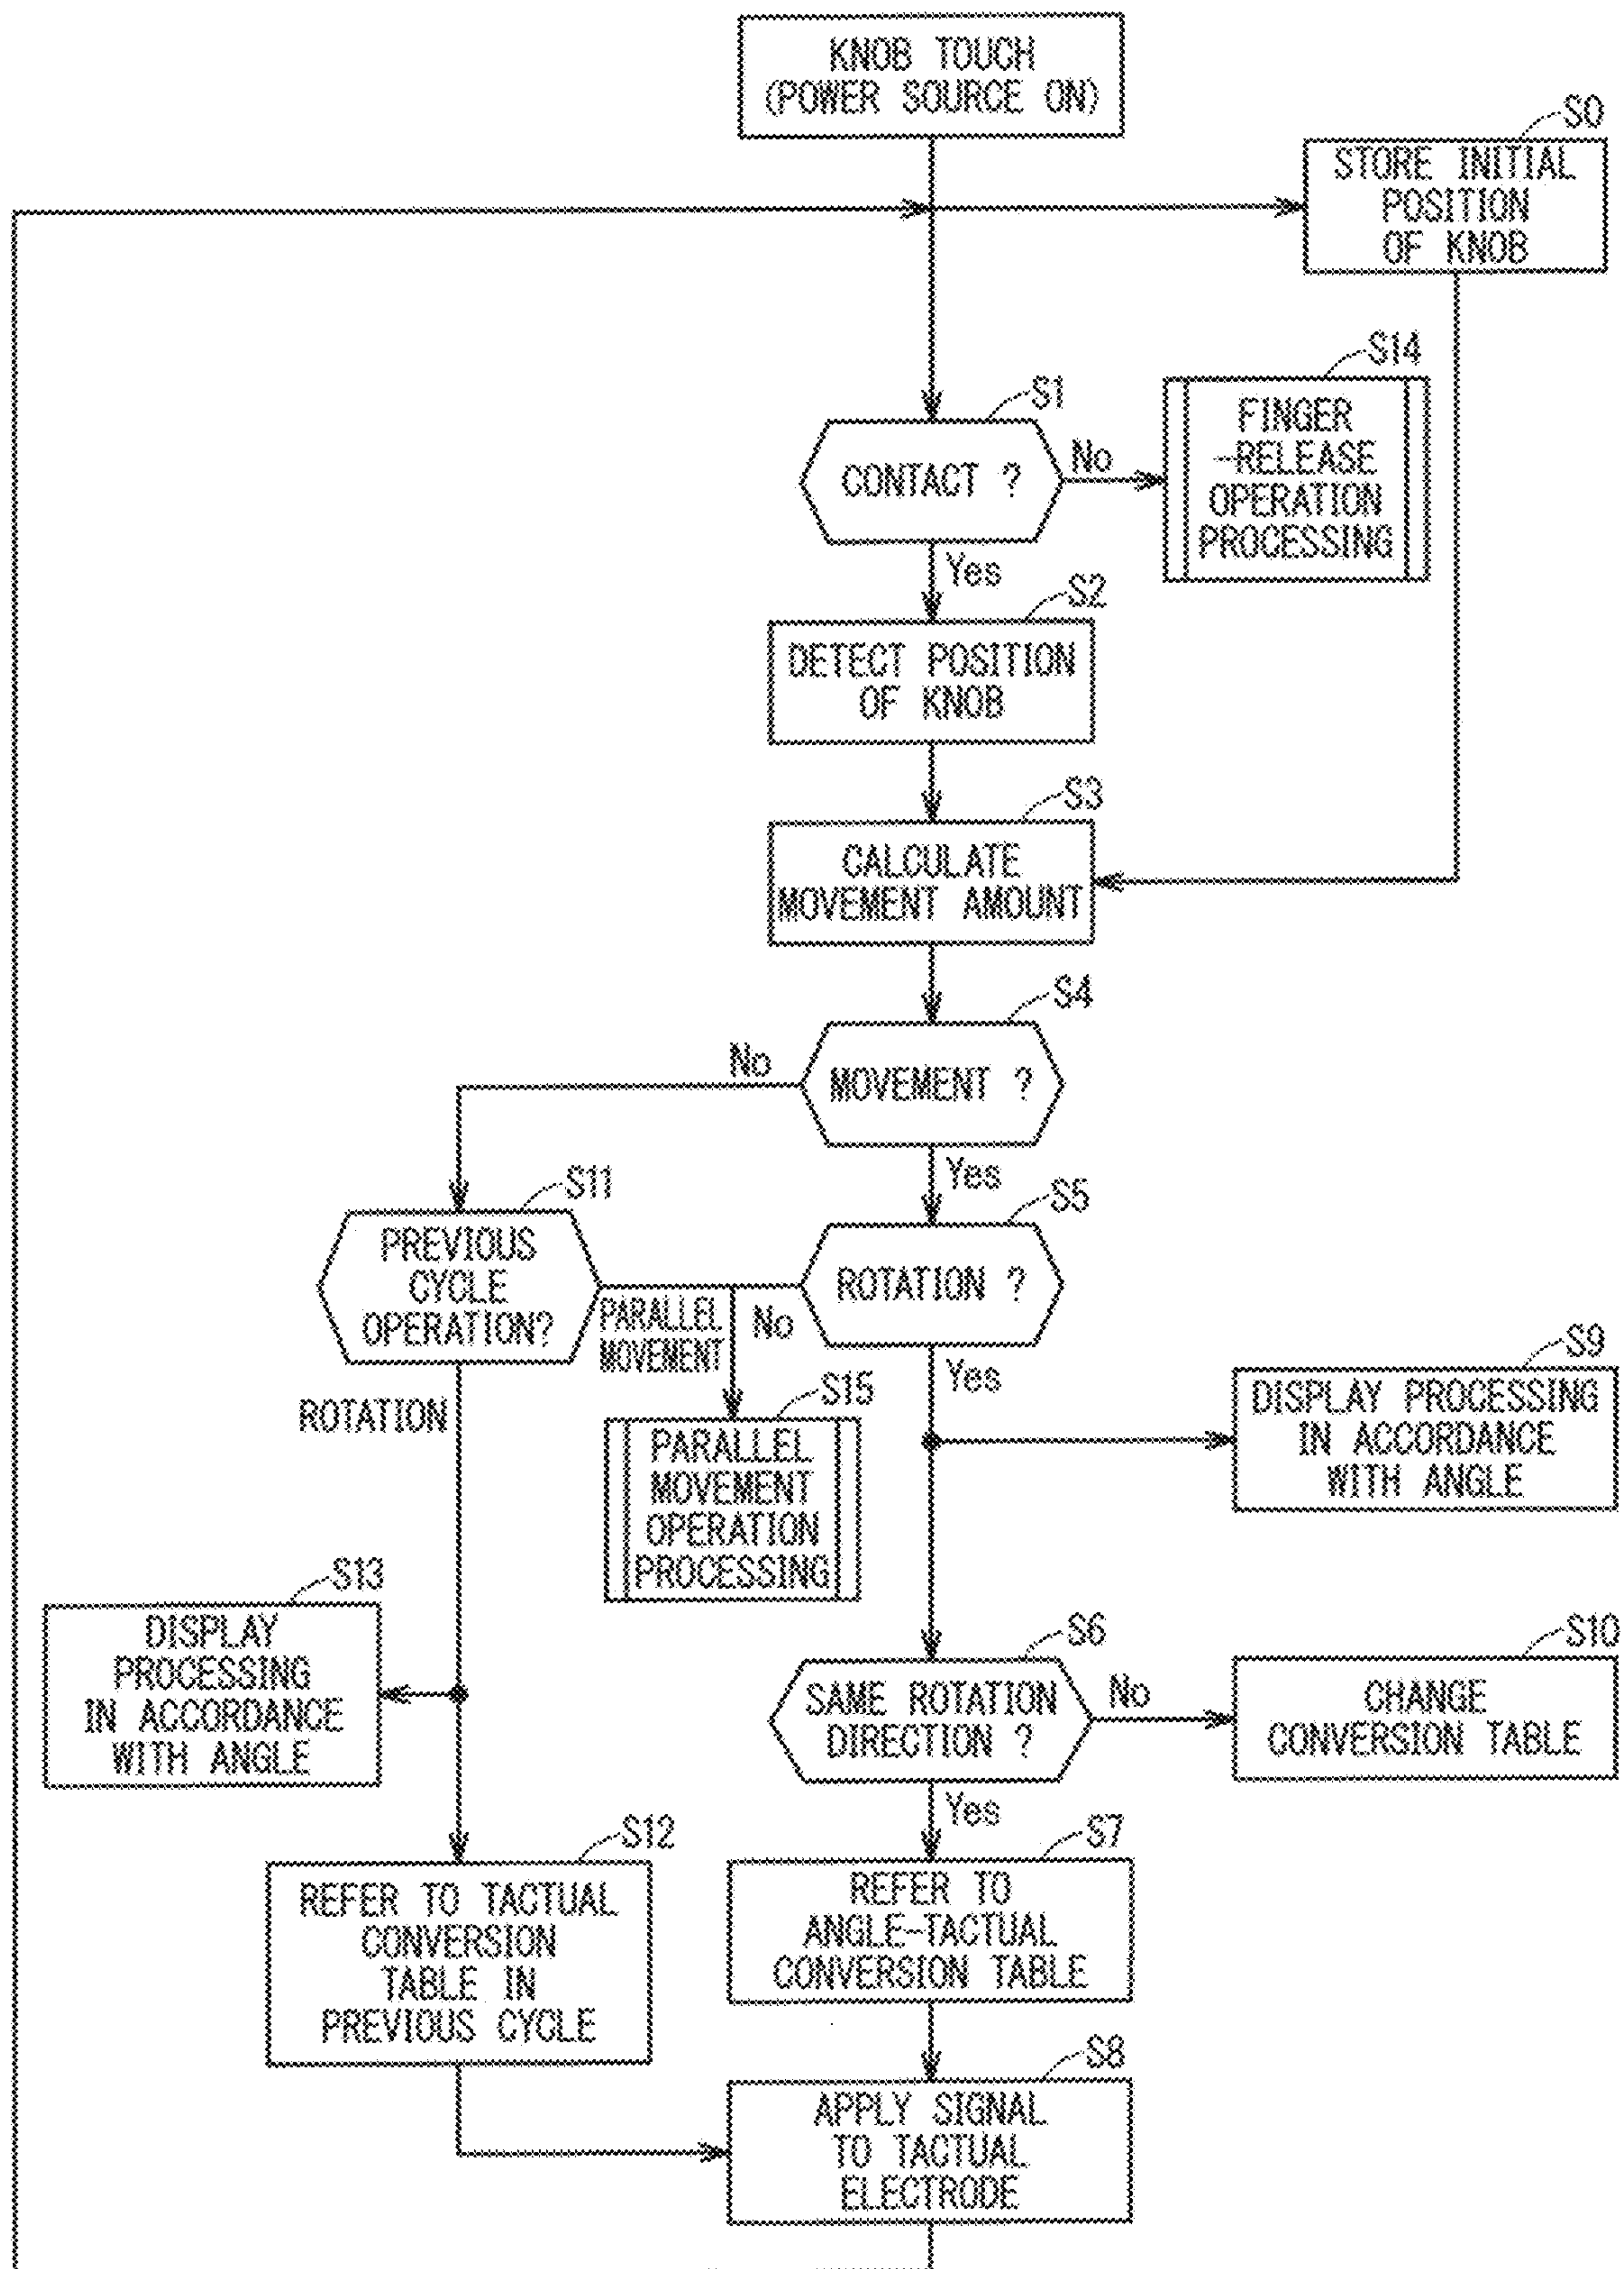 KNOB TOUCH
(POWER SOURCE ON)
S0
STORE INITIAL
POSITION
OF KNOB
S14
FINGER
-RELEASE
OPERATION
PROCESSING
S1
CONTACT ?
No
Yes
S2
DETECT POSITION
OF KNOB
S3
CALCULATE
MOVEMENT AMOUNT
S4
MOVEMENT ?
No
Yes
S11
PREVIOUS
CYCLE
OPERATION?
PARALLEL
MOVEMENT
ROTATION
S5
ROTATION ?
No
Yes
S15
PARALLEL
MOVEMENT
OPERATION
PROCESSING
S9
DISPLAY PROCESSING
IN ACCORDANCE
WITH ANGLE
S13
DISPLAY
PROCESSING
IN ACCORDANCE
WITH ANGLE
S6
SAME ROTATION
DIRECTION ?
No
Yes
S10
CHANGE
CONVERSION TABLE
S12
REFER TO TACTUAL
CONVERSION
TABLE IN
PREVIOUS CYCLE
S7
REFER TO
ANGLE-TACTUAL
CONVERSION TABLE
S8
APPLY SIGNAL
TO TACTUAL
ELECTRODE